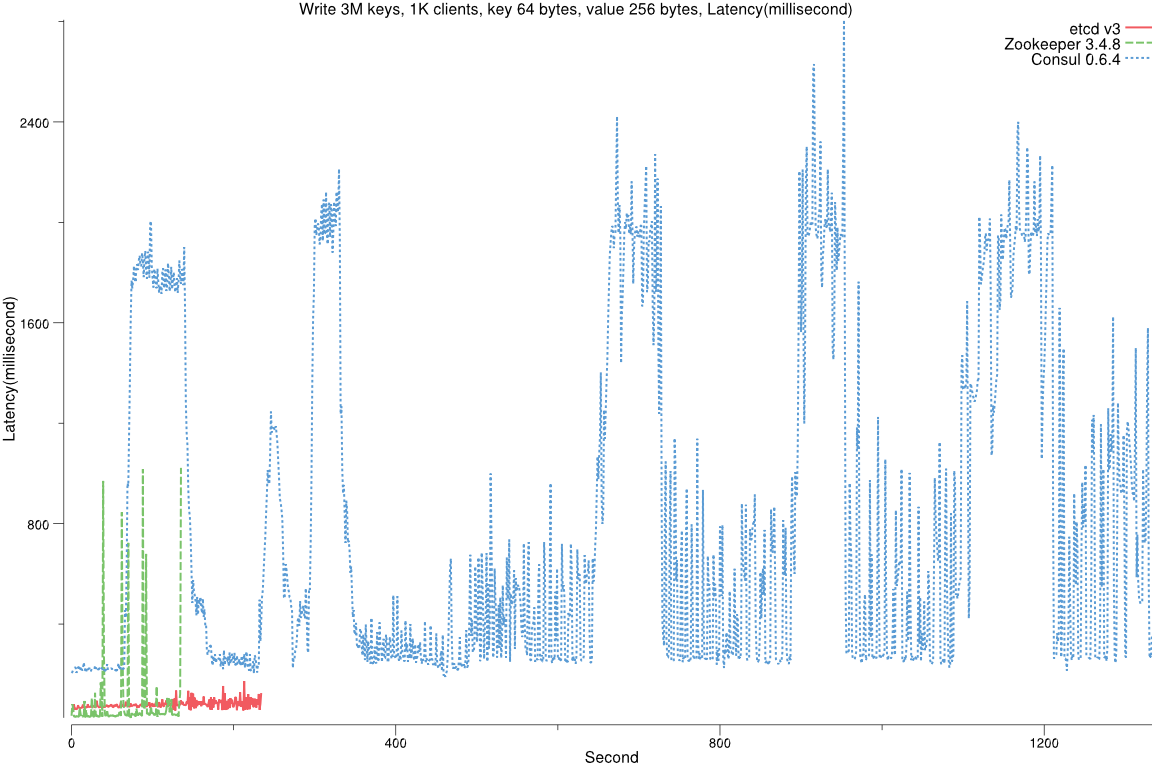 Write 3M keys, 1K clients, key 64 bytes, value 256 bytes, Latency(millisecond)
etcd v3
Zookeeper 3.4.8
Consul 0.6.4
Latency(millisecond)
2400
1600
800
0
400
800
1200
Second